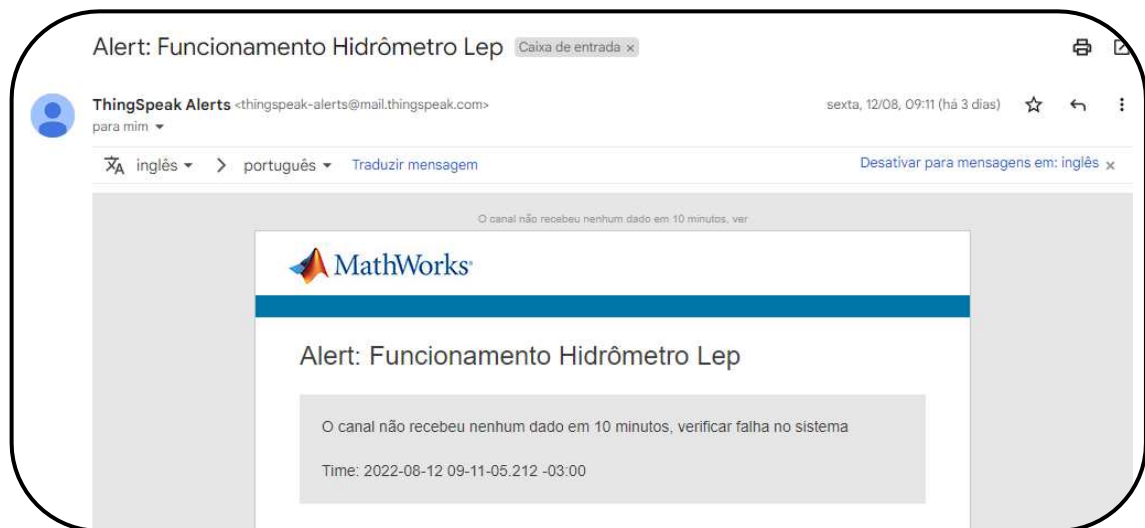 Alert: Funcionamento Hidrômetro Lep Caixa de entrada ×
ThingSpeak Alerts <thingspeak-alerts@mail.thingspeak.com> sexta, 12/08, 09:11 (há 3 dias)
para mim
inglês > português Traduzir mensagem Desativar para mensagens em: inglês ×
O canal não recebeu nenhum dado em 10 minutos, ver
MathWorks®
Alert: Funcionamento Hidrômetro Lep
O canal não recebeu nenhum dado em 10 minutos, verificar falha no sistema
Time: 2022-08-12 09-11-05.212 -03:00